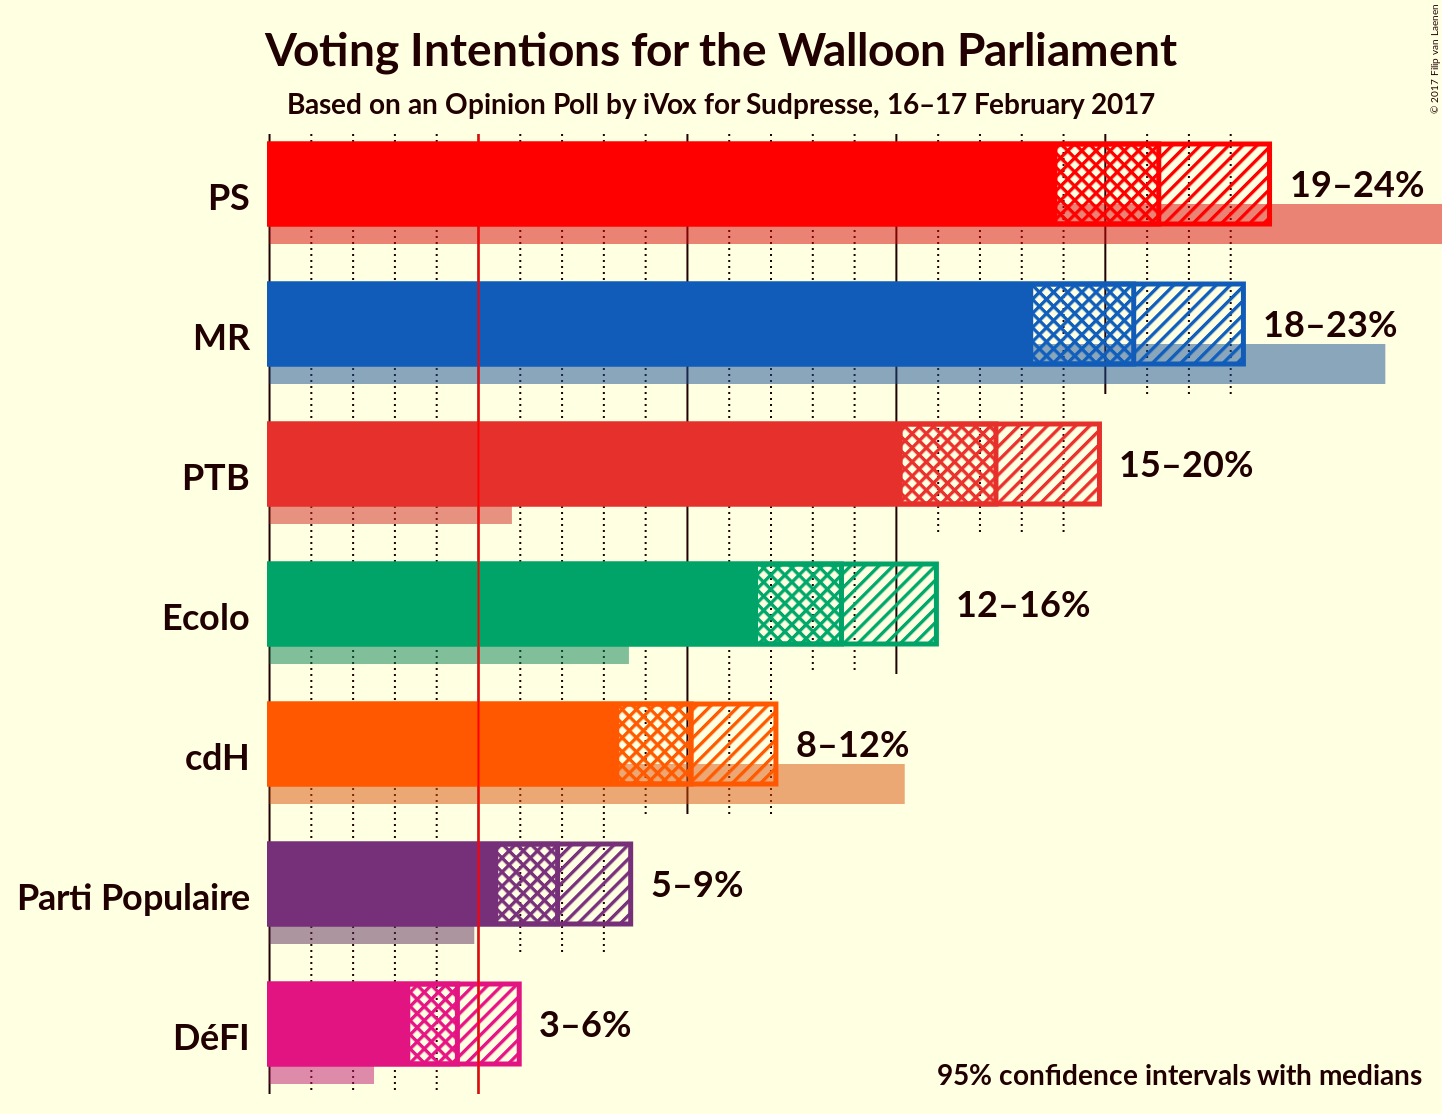 Voting Intentions for the Walloon Parliament
Based on an Opinion Poll by iVox for Sudpresse, 16–17 February 2017
© 2017 Filip van Laenen
PS
19–24%
MR
18–23%
PTB
15–20%
Ecolo
12–16%
cdH
8–12%
Parti Populaire
5–9%
DéFI
3–6%
95% confidence intervals with medians